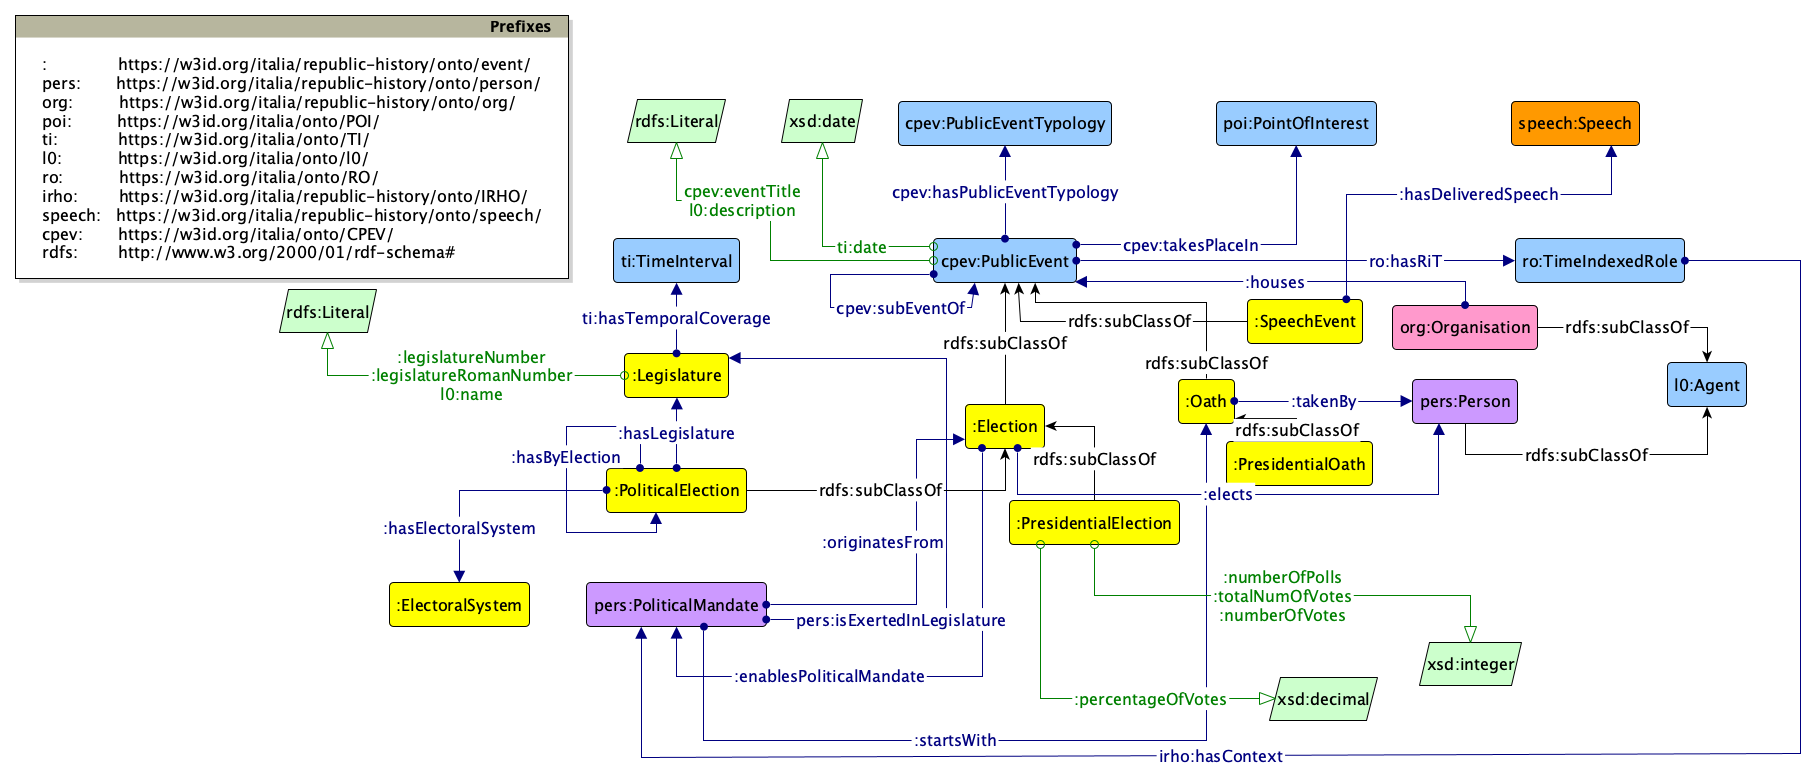 Prefixes
: https://w3id.org/italia/republic-history/onto/event/
pers: https://w3id.org/italia/republic-history/onto/person/
org: https://w3id.org/italia/republic-history/onto/org/
poi: https://w3id.org/italia/onto/POI/
ti: https://w3id.org/italia/onto/TI/
l0: https://w3id.org/italia/onto/l0/
ro: https://w3id.org/italia/onto/RO/
irho: https://w3id.org/italia/republic-history/onto/IRHO/
speech: https://w3id.org/italia/republic-history/onto/speech/
cpev: https://w3id.org/italia/onto/CPEV/
rdfs: http://www.w3.org/2000/01/rdf-schema#
rdfs:Literal
xsd:date
cpev:PublicEventTypology
poi:PointOfInterest
speech:Speech
cpev:eventTitle
l0:description
cpev:hasPublicEventTypology
:hasDeliveredSpeech
ti:TimeInterval
ti:date
cpev:PublicEvent
cpev:takesPlaceIn
ro:hasRiT
ro:TimeIndexedRole
:houses
cpev:subEventOf
rdfs:Literal
ti:hasTemporalCoverage
rdfs:subClassOf
:SpeechEvent
org:Organisation
rdfs:subClassOf
rdfs:subClassOf
:legislatureNumber
:legislatureRomanNumber
l0:name
:Legislature
rdfs:subClassOf
l0:Agent
:Oath
:takenBy
pers:Person
:Election
rdfs:subClassOf
:hasLegislature
:hasByElection
rdfs:subClassOf
rdfs:subClassOf
:PresidentialOath
:PoliticalElection
rdfs:subClassOf
:elects
:hasElectoralSystem
:PresidentialElection
:originatesFrom
:numberOfPolls
:totalNumOfVotes
:numberOfVotes
:ElectoralSystem
pers:PoliticalMandate
pers:isExertedInLegislature
xsd:integer
:enablesPoliticalMandate
:percentageOfVotes
xsd:decimal
:startsWith
irho:hasContext